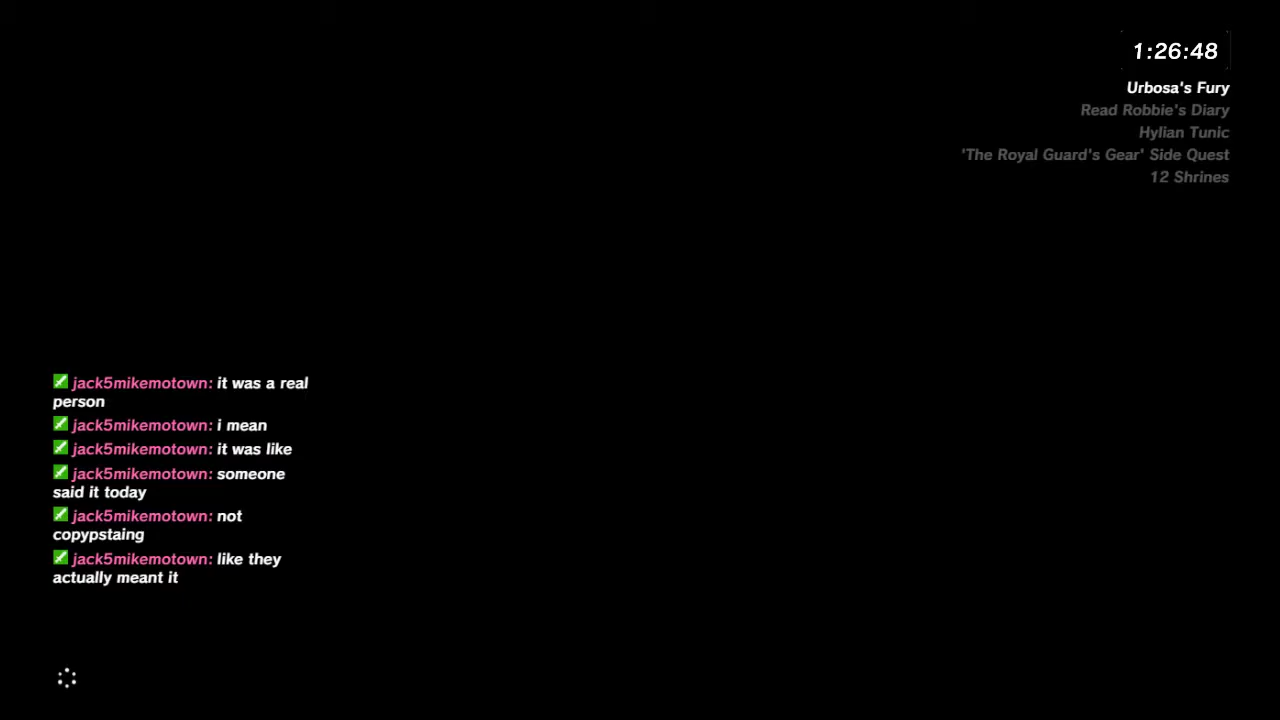 1:26:48
Urbosa's Fury
Read Robbie's Diary
Hylian Tunic
'The Royal Guard's Gear' Side Quest
12 Shrines
jack5mikemotown: it was a real
person
jack5mikemotown: i mean
jack5mikemotown: it was like
jack5mikemotown: someone
said it today
jack5mikemotown: not
copypstaing
jack5mikemotown: like they
actually meant it